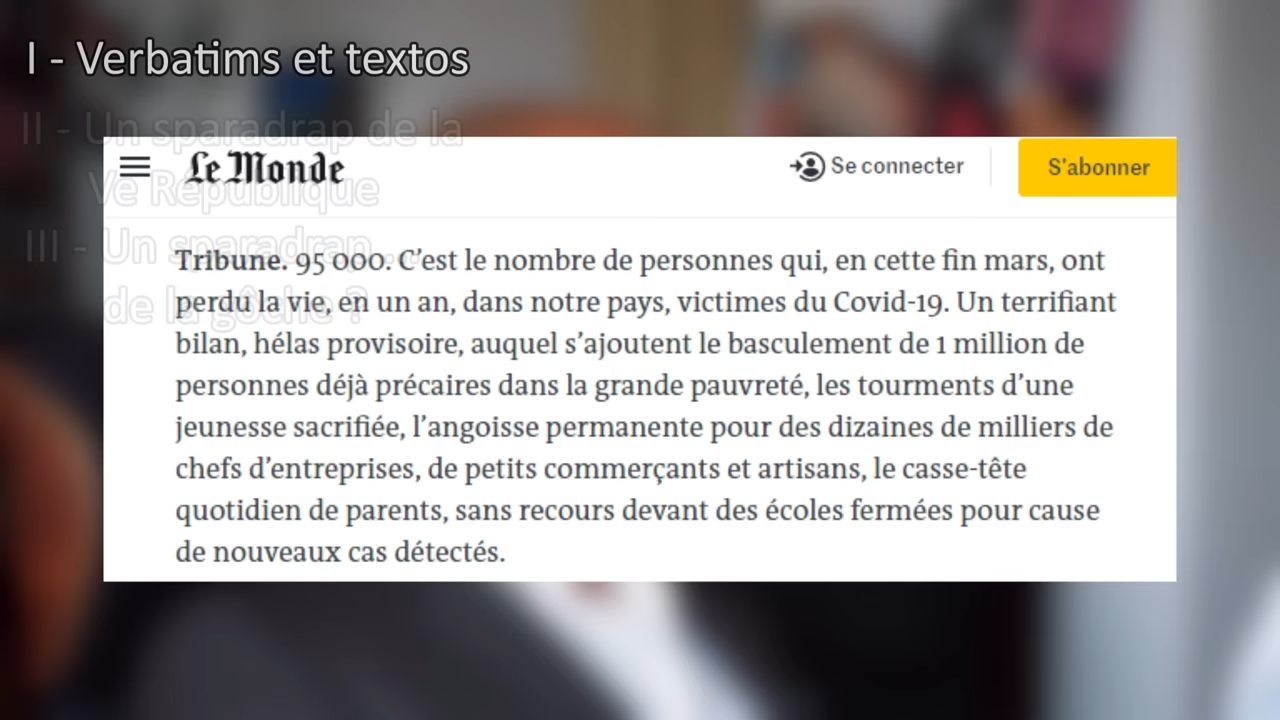 I - Verbatims et textos
II - Un sparadrap de la
Ve République
III - Un sparadrap...
de la gôche ?
Le Monde
Se connecter
S'abonner
Tribune. 95 000. C'est le nombre de personnes qui, en cette fin mars, ont
perdu la vie, en un an, dans notre pays, victimes du Covid-19. Un terrifiant
bilan, hélas provisoire, auquel s'ajoutent le basculement de 1 million de
personnes déjà précaires dans la grande pauvreté, les tourments d'une
jeunesse sacrifiée, l'angoisse permanente pour des dizaines de milliers de
chefs d'entreprises, de petits commerçants et artisans, le casse-tête
quotidien de parents, sans recours devant des écoles fermées pour cause
de nouveaux cas détectés.